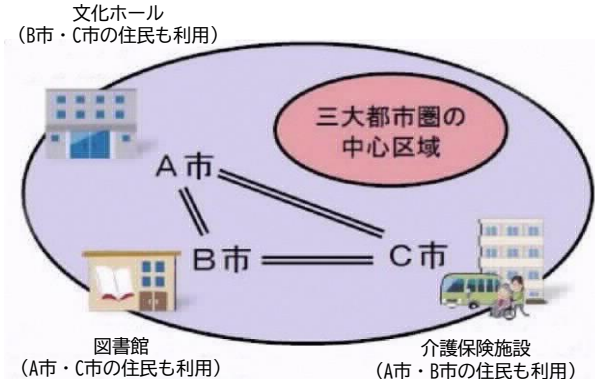 文化ホール
(B市・C市の住民も利用)
三大都市圏の
中心区域
A市
B市
C市
図書館
(A市・C市の住民も利用)
介護保険施設
(A市・B市の住民も利用)